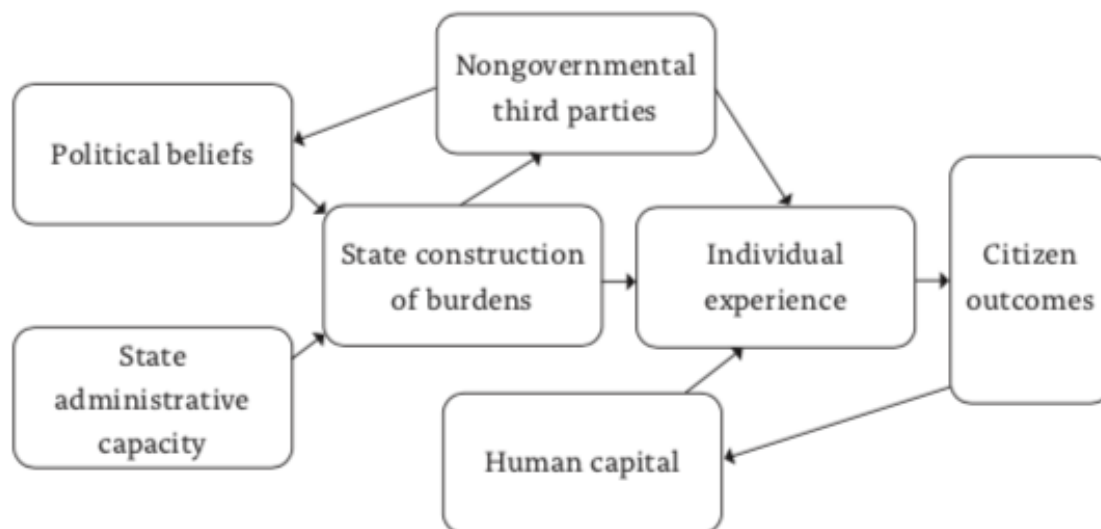 Nongovernmental
third parties
Political beliefs
State construction
of burdens
Individual
experience
Citizen
outcomes
State
administrative
capacity
Human capital